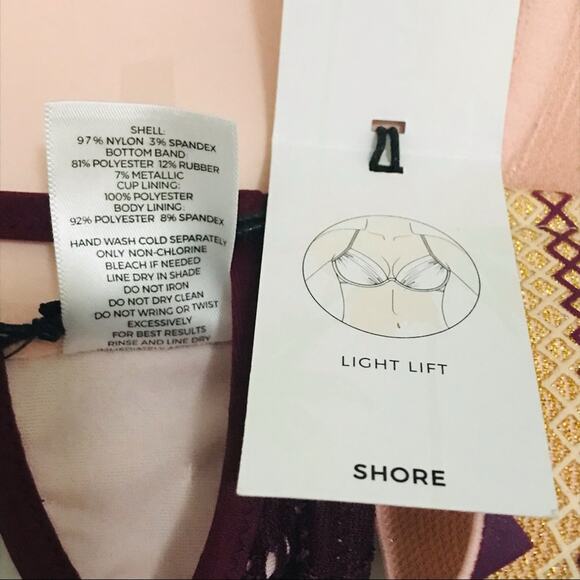 SHELL:
97% NYLON 3% SPANDEX
BOTTOM BAND:
81% POLYESTER 12% RUBBER
7% METALLIC
CUP LINING:
100% POLYESTER
BODY LINING:
92% POLYESTER 8% SPANDEX
HAND WASH COLD SEPARATELY
ONLY NON-CHLORINE
BLEACH IF NEEDED
LINE DRY IN SHADE
DO NOT IRON
DO NOT DRY CLEAN
DO NOT WRING OR TWIST
EXCESSIVELY
FOR BEST RESULTS
RINSE AND LINE DRY
LIGHT LIFT
SHORE